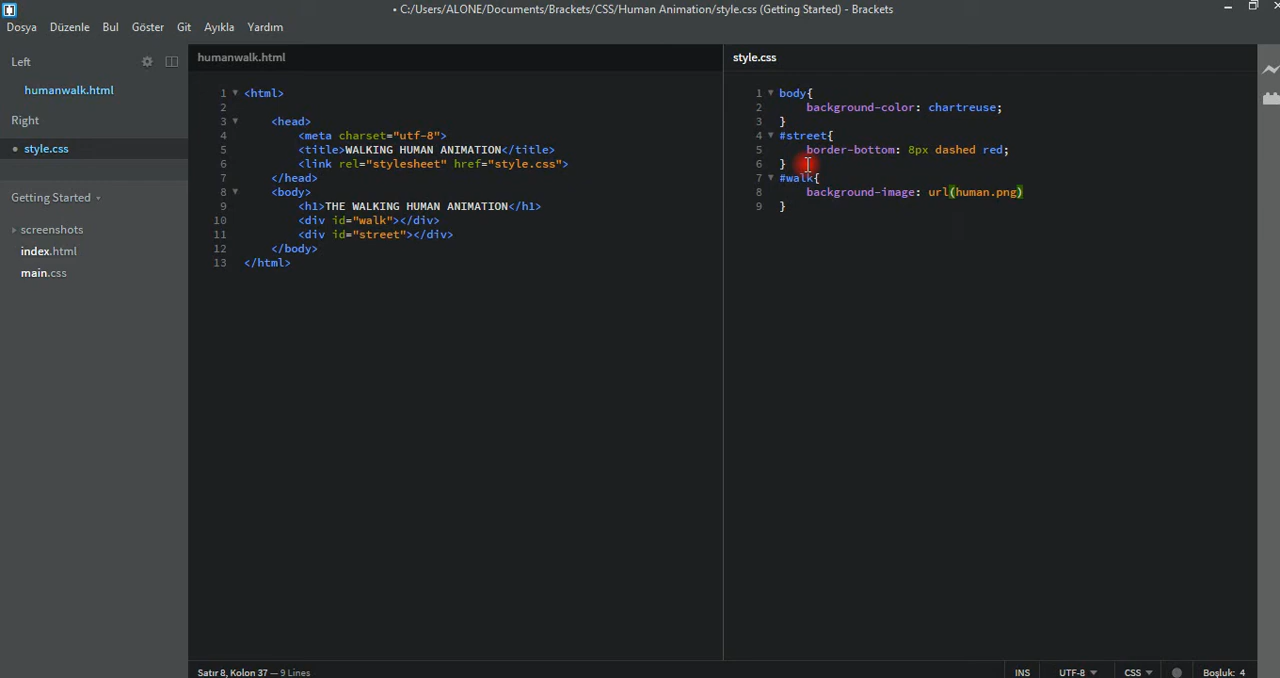 • C:/Users/ALONE/Documents/Brackets/CSS/Human Animation/style.css (Getting Started) - Brackets
Dosya Düzenle Bul Göster Git Ayıkla Yardım
Left
humanwalk.html
Right
• style.css
Getting Started
screenshots
index.html
main.css
humanwalk.html
1 <html>
2
3 <head>
4 <meta charset="utf-8">
5 <title>WALKING HUMAN ANIMATION</title>
6 <link rel="stylesheet" href="style.css">
7 </head>
8 <body>
9 <h1>THE WALKING HUMAN ANIMATION</h1>
10 <div id="walk"></div>
11 <div id="street"></div>
12 </body>
13 </html>
style.css
1 body{
2 background-color: chartreuse;
3 }
4 #street{
5 border-bottom: 8px dashed red;
6 }
7 #walk{
8 background-image: url(human.png)
9 }
Satır 8, Kolon 37 — 9 Lines
INS UTF-8 CSS Boşluk: 4